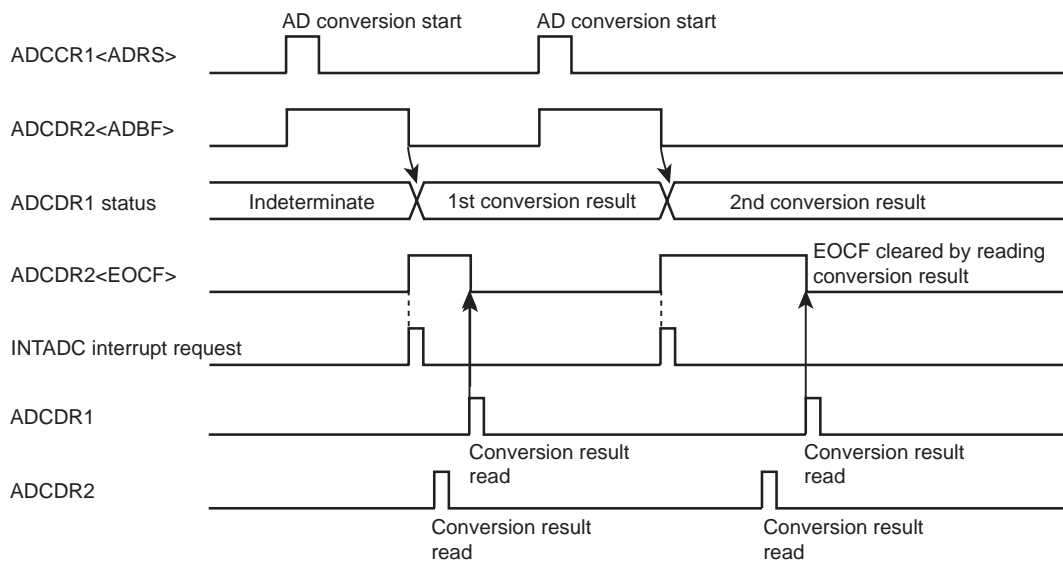 AD conversion start
AD conversion start
ADCCR1<ADRS>
ADCDR2<ADBF>
ADCDR1 status
Indeterminate
1st conversion result
2nd conversion result
ADCDR2<EOCF>
EOCF cleared by reading
conversion result
INTADC interrupt request
ADCDR1
Conversion result
read
Conversion result
read
ADCDR2
Conversion result
read
Conversion result
read